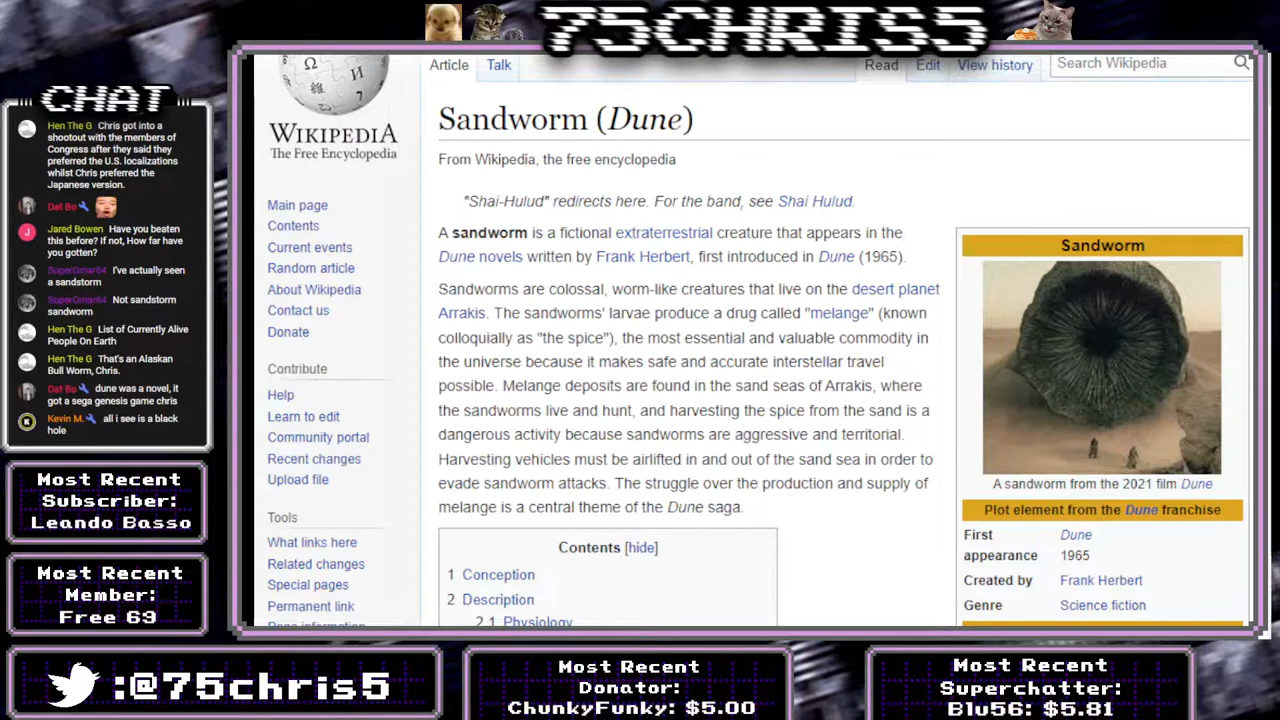 75CHRIS5
CHAT
Hen The G Chris got into a
shootout with the members of
Congress after they said they
preferred the U.S. localizations
whilst Chris preferred the
Japanese version.
Dat Bo
Jared Bowen Have you beaten
this before? If not, How far have
you gotten?
SuperOmar64 I've actually seen
a sandstorm
SuperOmar64 Not sandstorm
sandworm
Hen The G List of Currently Alive
People On Earth
Hen The G That's an Alaskan
Bull Worm, Chris.
Dat Bo dune was a novel, it
got a sega genesis game chris
Kevin M. all i see is a black
hole
Most Recent
Subscriber:
Leando Basso
Most Recent
Member:
Free 69
:@75chris5
Most Recent
Donator:
ChunkyFunky: $5.00
Most Recent
Superchatter:
Blu56: $5.81
WIKIPEDIA
The Free Encyclopedia
Main page
Contents
Current events
Random article
About Wikipedia
Contact us
Donate
Contribute
Help
Learn to edit
Community portal
Recent changes
Upload file
Tools
What links here
Related changes
Special pages
Permanent link
Page information
Article Talk
Read Edit View history
Search Wikipedia
Sandworm (Dune)
From Wikipedia, the free encyclopedia
"Shai-Hulud" redirects here. For the band, see Shai Hulud.
A sandworm is a fictional extraterrestrial creature that appears in the
Dune novels written by Frank Herbert, first introduced in Dune (1965).
Sandworms are colossal, worm-like creatures that live on the desert planet
Arrakis. The sandworms' larvae produce a drug called "melange" (known
colloquially as "the spice"), the most essential and valuable commodity in
the universe because it makes safe and accurate interstellar travel
possible. Melange deposits are found in the sand seas of Arrakis, where
the sandworms live and hunt, and harvesting the spice from the sand is a
dangerous activity because sandworms are aggressive and territorial.
Harvesting vehicles must be airlifted in and out of the sand sea in order to
evade sandworm attacks. The struggle over the production and supply of
melange is a central theme of the Dune saga.
Contents [hide]
1 Conception
2 Description
2.1 Physiology
Sandworm
A sandworm from the 2021 film Dune
Plot element from the Dune franchise
First Dune
appearance 1965
Created by Frank Herbert
Genre Science fiction